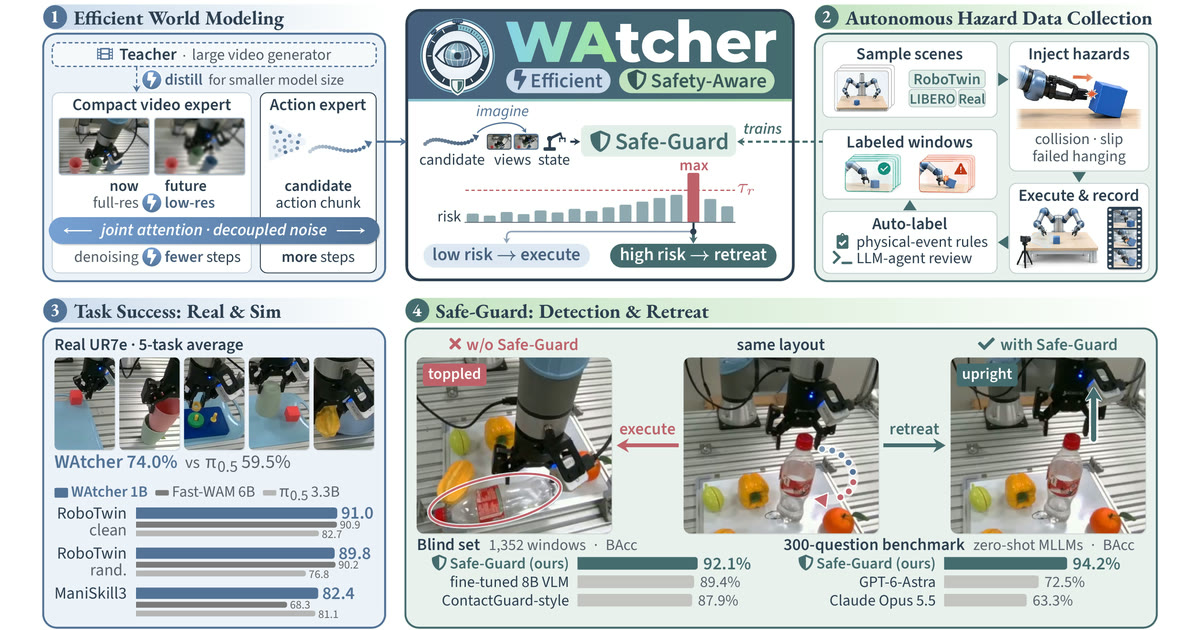 1 Efficient World Modeling
Teacher · large video generator
distill for smaller model size
Compact video expert
now future
full-res low-res
Action expert
candidate
action chunk
← joint attention · decoupled noise →
denoising fewer steps
more steps
WAtcher
Efficient Safety-Aware
imagine
candidate views state
Safe-Guard
trains
max
τr
risk
low risk → execute
high risk → retreat
2 Autonomous Hazard Data Collection
Sample scenes
RoboTwin
LIBERO Real
Inject hazards
collision · slip
failed hanging
Labeled windows
Execute & record
Auto-label
physical-event rules
LLM-agent review
3 Task Success: Real & Sim
Real UR7e · 5-task average
WAtcher 74.0% vs π0.5 59.5%
WAtcher 1B Fast-WAM 6B π0.5 3.3B
RoboTwin
clean
91.0
90.9
82.7
RoboTwin
rand.
89.8
90.2
76.8
ManiSkill3
82.4
68.3
81.1
4 Safe-Guard: Detection & Retreat
w/o Safe-Guard
toppled
execute
same layout
retreat
with Safe-Guard
upright
Blind set 1,352 windows · BAcc
Safe-Guard (ours) 92.1%
fine-tuned 8B VLM 89.4%
ContactGuard-style 87.9%
300-question benchmark zero-shot MLLMs · BAcc
Safe-Guard (ours) 94.2%
GPT-6-Astra 72.5%
Claude Opus 5.5 63.3%